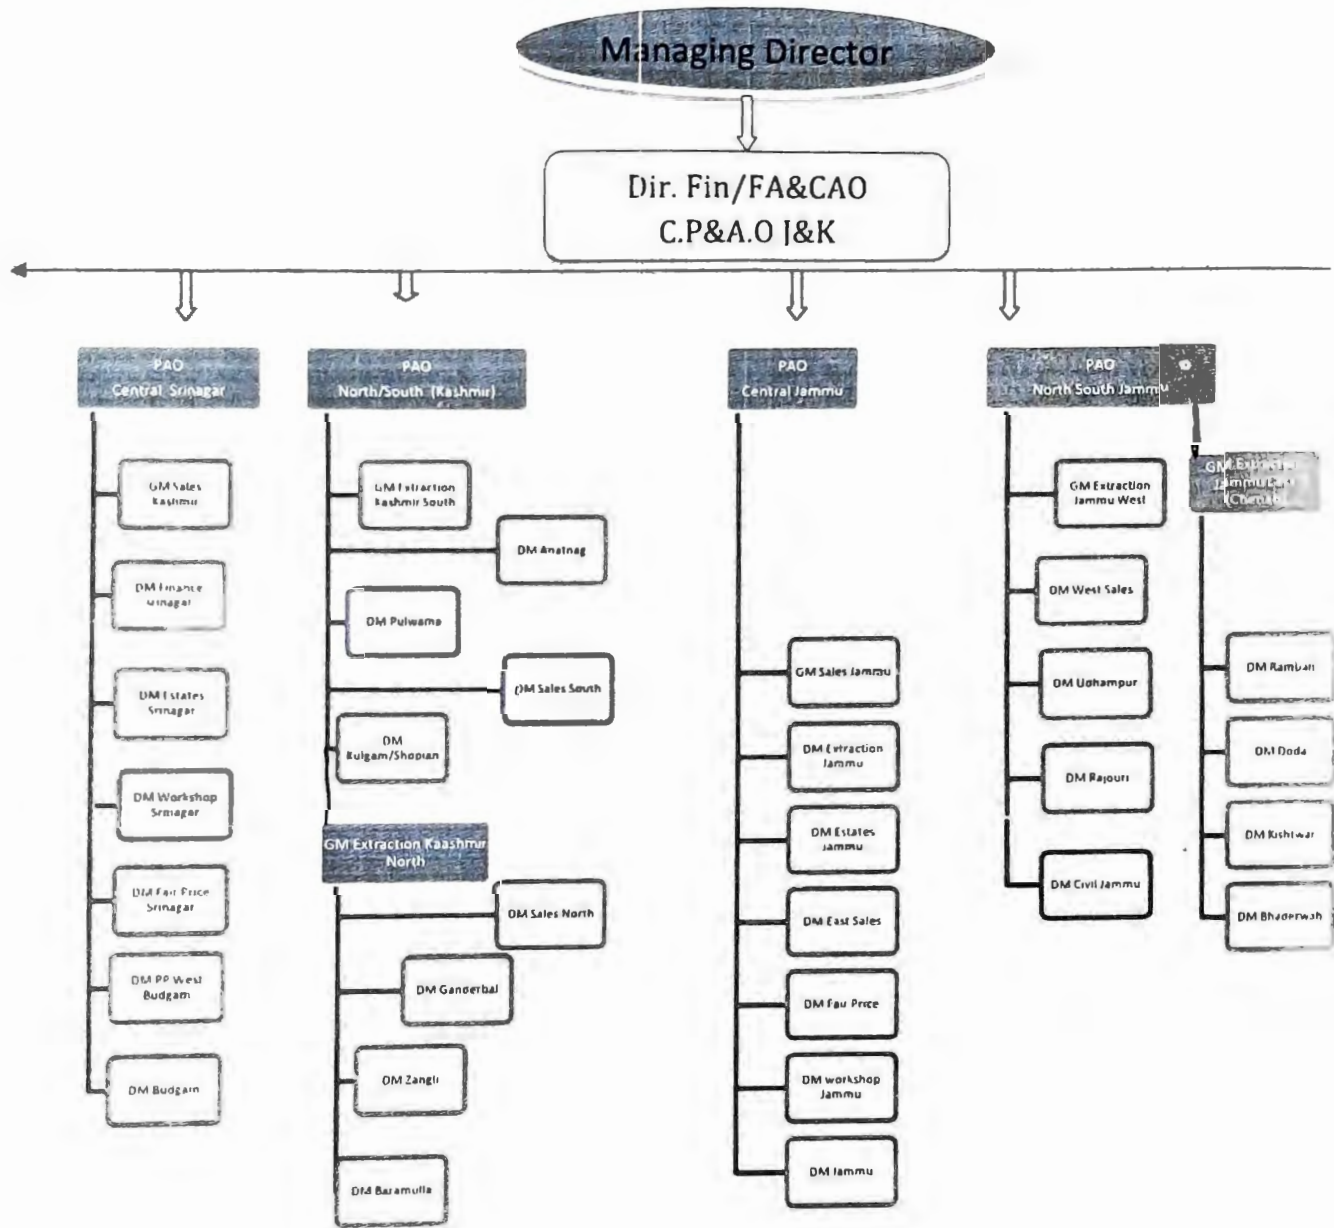 Managing Director
Dir. Fin/FA&CAO
C.P&A.O J&K
PAO
Central Srinagar
GM Sales
Kashmir
DM Finance
DM Estates
Srinagar
DM Workshop
Srinagar
DM Fair Price
Srinagar
DM PP West
Budgam
DM Budgam
PAO
North/South (Kashmir)
GM Extraction
Kashmir South
DM Anatnag
DM Pulwama
DM Sales South
DM
Kulgam/Shopian
GM Extraction Kaashmir
North
DM Sales North
DM Ganderbal
DM Zangli
DM Baramulla
PAO
Central Jammu
GM Sales Jammu
DM Extraction
Jammu
DM Estates
Jammu
DM East Sales
DM Fair Price
DM workshop
Jammu
DM Jammu
PAO
North South Jammu
GM Extraction
Jammu West
DM West Sales
DM Udhampur
DM Rajouri
DM Civil Jammu
GM Extraction
Jammu
(Chenab)
DM Ramban
DM Doda
DM Kishtwar
DM Bhaderwah